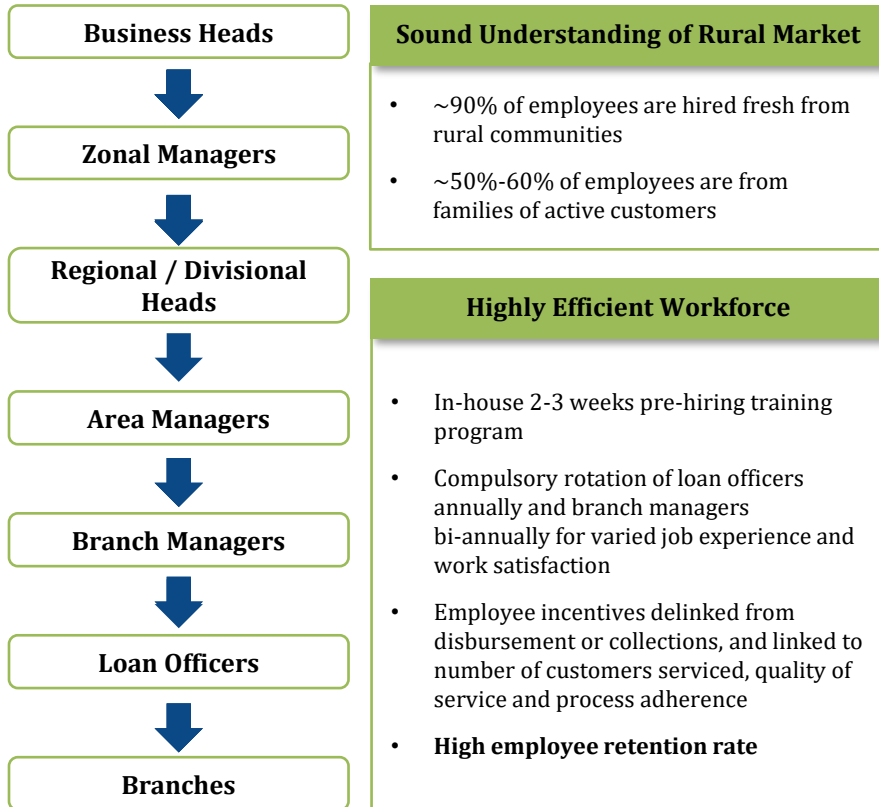 Business Heads
Zonal Managers
Regional / Divisional
Heads
Area Managers
Branch Managers
Loan Officers
Branches
Sound Understanding of Rural Market
• ~90% of employees are hired fresh from
rural communities
• ~50%-60% of employees are from
families of active customers
Highly Efficient Workforce
• In-house 2-3 weeks pre-hiring training
program
• Compulsory rotation of loan officers
annually and branch managers
bi-annually for varied job experience and
work satisfaction
• Employee incentives delinked from
disbursement or collections, and linked to
number of customers serviced, quality of
service and process adherence
• High employee retention rate